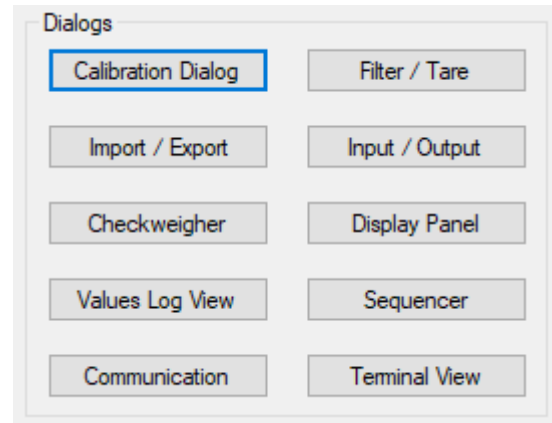 Dialogs
Calibration Dialog
Filter / Tare
Import / Export
Input / Output
Checkweigher
Display Panel
Values Log View
Sequencer
Communication
Terminal View